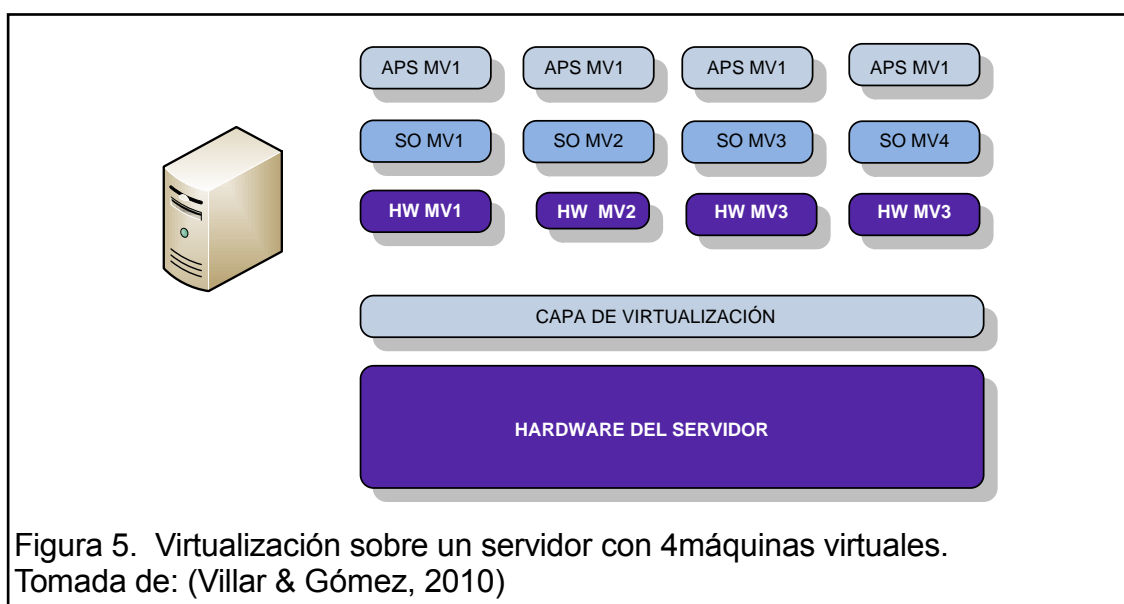 APS MV1 APS MV1 APS MV1 APS MV1
SO MV1 SO MV2 SO MV3 SO MV4
HW MV1 HW MV2 HW MV3 HW MV3
CAPA DE VIRTUALIZACIÓN
HARDWARE DEL SERVIDOR
Figura 5. Virtualización sobre un servidor con 4máquinas virtuales.
Tomada de: (Villar & Gómez, 2010)